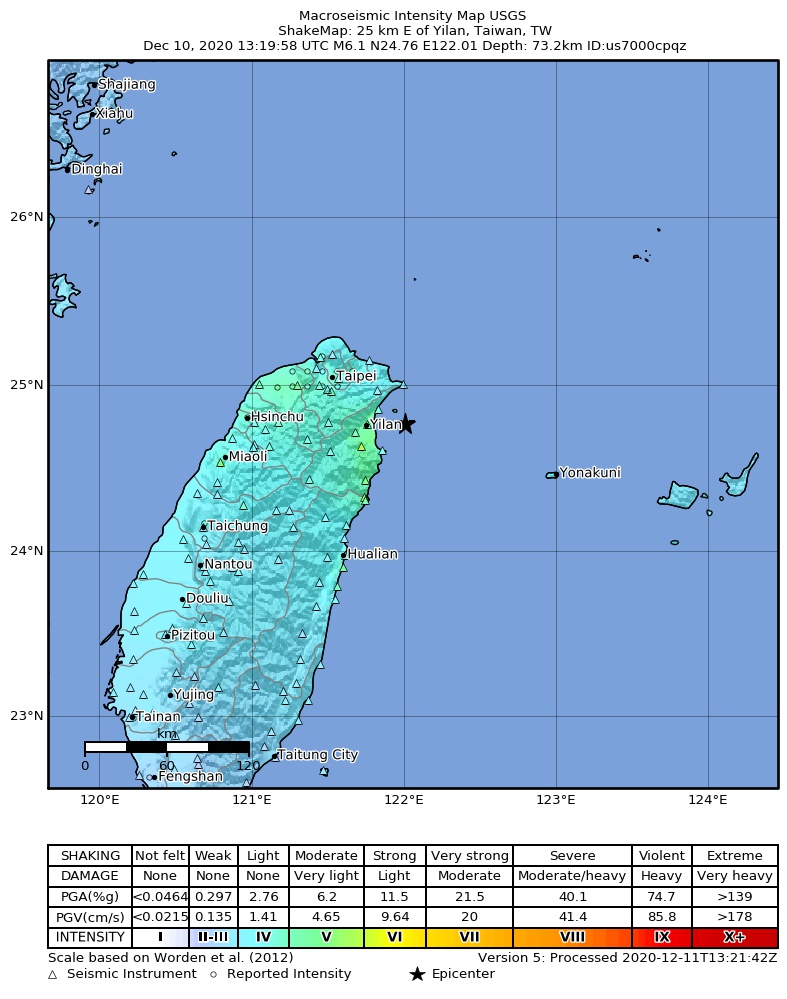 Macroseismic Intensity Map USGS
ShakeMap: 25 km E of Yilan, Taiwan, TW
Dec 10, 2020 13:19:58 UTC M6.1 N24.76 E122.01 Depth: 73.2km ID:us7000cpqz
Shajiang
Xiahu
Dinghai
26°N
25°N
Taipei
Hsinchu
Yilan
Miaoli
Yonakuni
Taichung
24°N
Hualian
Nantou
Douliu
Pizitou
Yujing
23°N
Tainan
km
0 60 120
Taitung City
Fengshan
120°E 121°E 122°E 123°E 124°E
SHAKING Not felt Weak Light Moderate Strong Very strong Severe Violent Extreme
DAMAGE None None None Very light Light Moderate Moderate/heavy Heavy Very heavy
PGA(%g) <0.0464 0.297 2.76 6.2 11.5 21.5 40.1 74.7 >139
PGV(cm/s) <0.0215 0.135 1.41 4.65 9.64 20 41.4 85.8 >178
INTENSITY I II-III IV V VI VII VIII IX X+
Scale based on Worden et al. (2012) Version 5: Processed 2020-12-11T13:21:42Z
△ Seismic Instrument ○ Reported Intensity ★ Epicenter